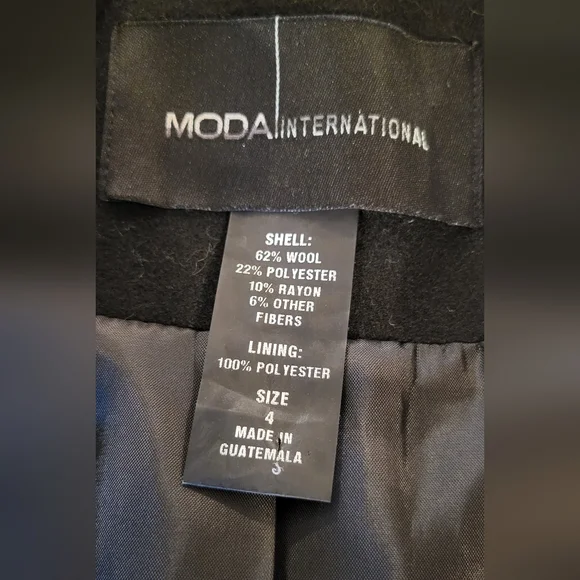 MODA INTERNATIONAL
SHELL:
62% WOOL
22% POLYESTER
10% RAYON
6% OTHER
FIBERS
LINING:
100% POLYESTER
SIZE
4
MADE IN
GUATEMALA
3